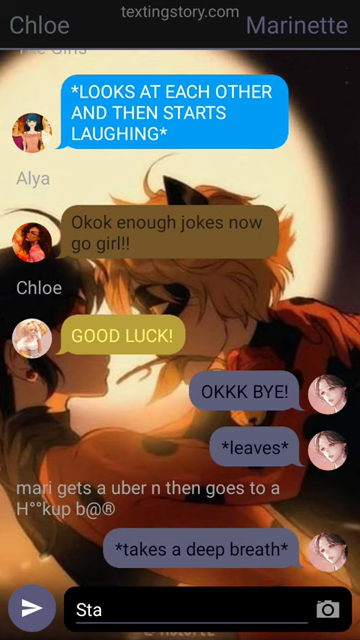 textingstory.com
Chloe
Marinette
The Girls
*LOOKS AT EACH OTHER
AND THEN STARTS
LAUGHING*
Alya
Okok enough jokes now
go girl!!
Chloe
GOOD LUCK!
OKKK BYE!
*leaves*
mari gets a uber n then goes to a
H°°kup b@®
*takes a deep breath*
Sta